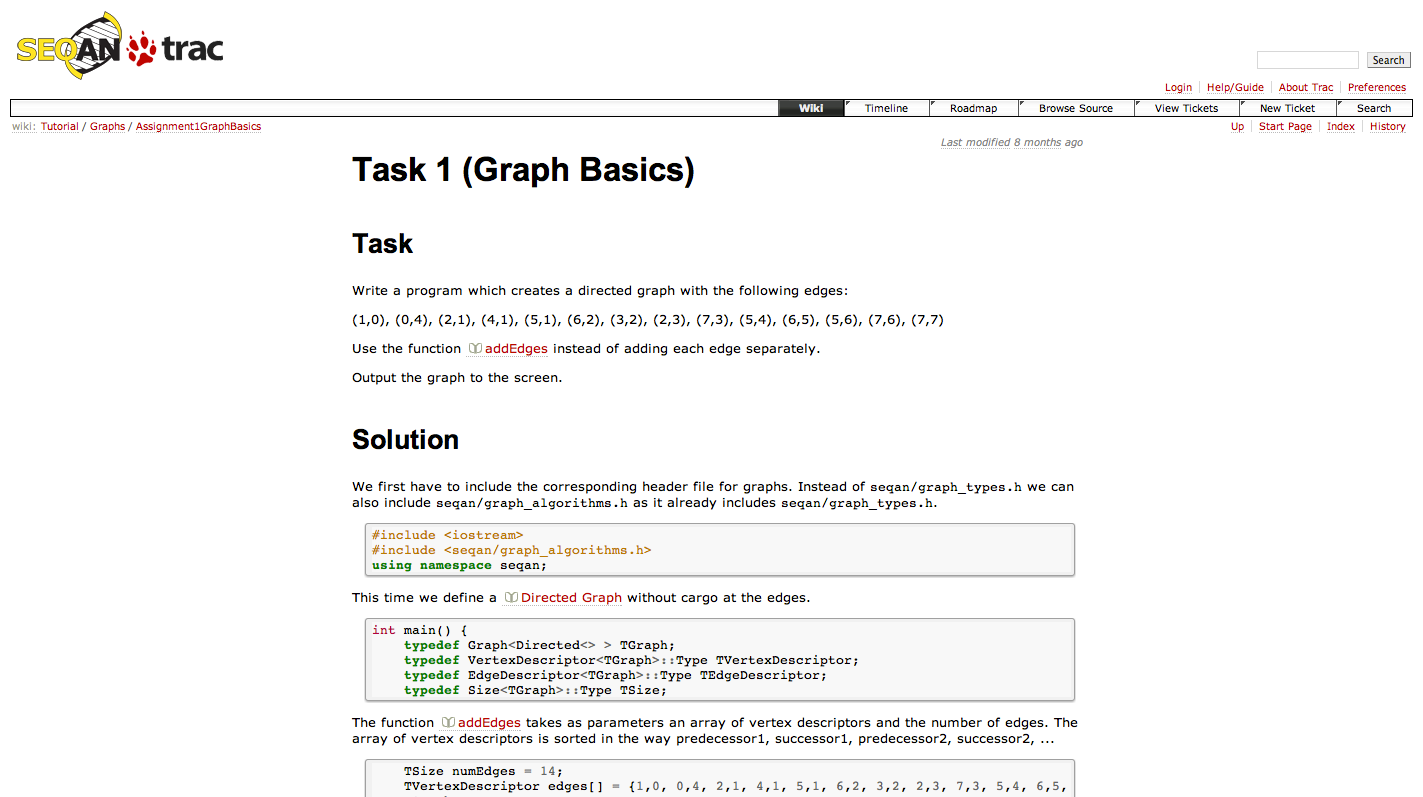 SEQAN trac
Search
Login Help/Guide About Trac Preferences
Wiki Timeline Roadmap Browse Source View Tickets New Ticket Search
wiki: Tutorial / Graphs / Assignment1GraphBasics
Up Start Page Index History
Last modified 8 months ago
Task 1 (Graph Basics)
Task
Write a program which creates a directed graph with the following edges:
(1,0), (0,4), (2,1), (4,1), (5,1), (6,2), (3,2), (2,3), (7,3), (5,4), (6,5), (5,6), (7,6), (7,7)
Use the function addEdges instead of adding each edge separately.
Output the graph to the screen.
Solution
We first have to include the corresponding header file for graphs. Instead of seqan/graph_types.h we can
also include seqan/graph_algorithms.h as it already includes seqan/graph_types.h.
#include <iostream>
#include <seqan/graph_algorithms.h>
using namespace seqan;
This time we define a Directed Graph without cargo at the edges.
int main() {
    typedef Graph<Directed<> > TGraph;
    typedef VertexDescriptor<TGraph>::Type TVertexDescriptor;
    typedef EdgeDescriptor<TGraph>::Type TEdgeDescriptor;
    typedef Size<TGraph>::Type TSize;
The function addEdges takes as parameters an array of vertex descriptors and the number of edges. The
array of vertex descriptors is sorted in the way predecessor1, successor1, predecessor2, successor2, ...
    TSize numEdges = 14;
    TVertexDescriptor edges[] = {1,0, 0,4, 2,1, 4,1, 5,1, 6,2, 3,2, 2,3, 7,3, 5,4, 6,5,